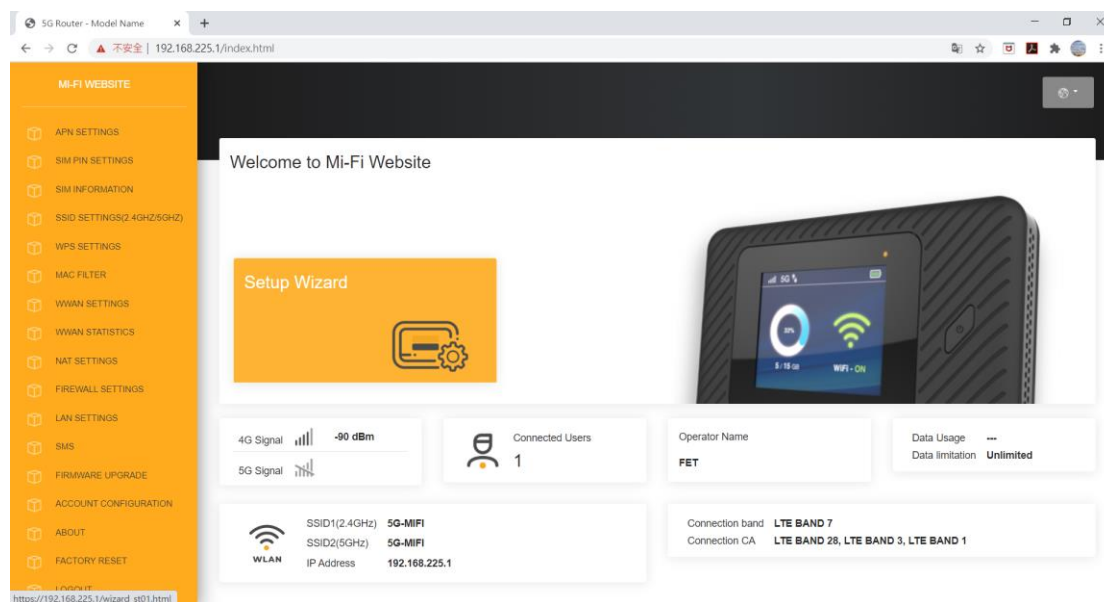 5G Router - Model Name
不安全 | 192.168.225.1/index.html
MI-FI WEBSITE
APN SETTINGS
SIM PIN SETTINGS
SIM INFORMATION
SSID SETTINGS(2.4GHZ/5GHZ)
WPS SETTINGS
MAC FILTER
WWAN SETTINGS
WWAN STATISTICS
NAT SETTINGS
FIREWALL SETTINGS
LAN SETTINGS
SMS
FIRMWARE UPGRADE
ACCOUNT CONFIGURATION
ABOUT
FACTORY RESET
LOGOUT
https://192.168.225.1/wizard_st01.html
Welcome to Mi-Fi Website
Setup Wizard
5G
WiFi - ON
4G Signal -90 dBm
5G Signal
Connected Users
1
Operator Name
FET
Data Usage ---
Data limitation Unlimited
WLAN
SSID1(2.4GHz) 5G-MIFI
SSID2(5GHz) 5G-MIFI
IP Address 192.168.225.1
Connection band LTE BAND 7
Connection CA LTE BAND 28, LTE BAND 3, LTE BAND 1